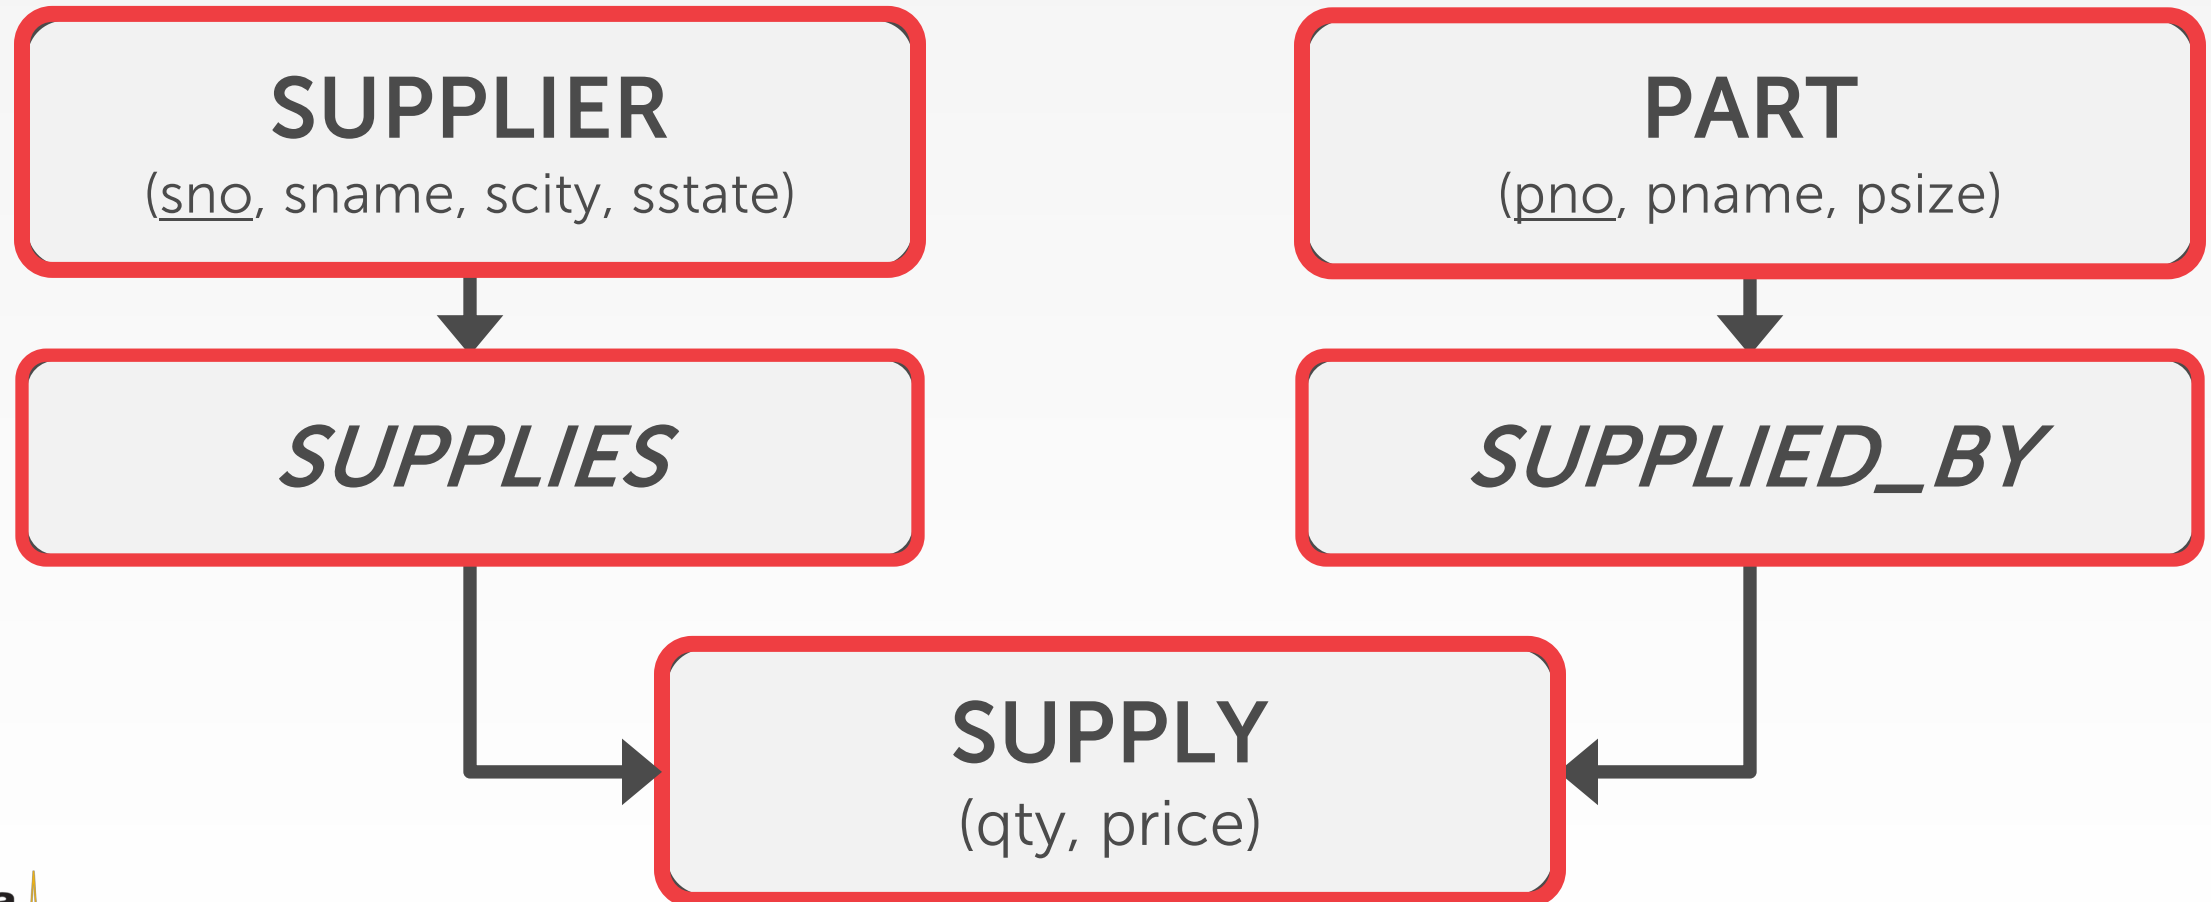 SUPPLIER
(sno, sname, scity, sstate)
PART
(pno, pname, psize)
SUPPLIES
SUPPLIED_BY
SUPPLY
(qty, price)